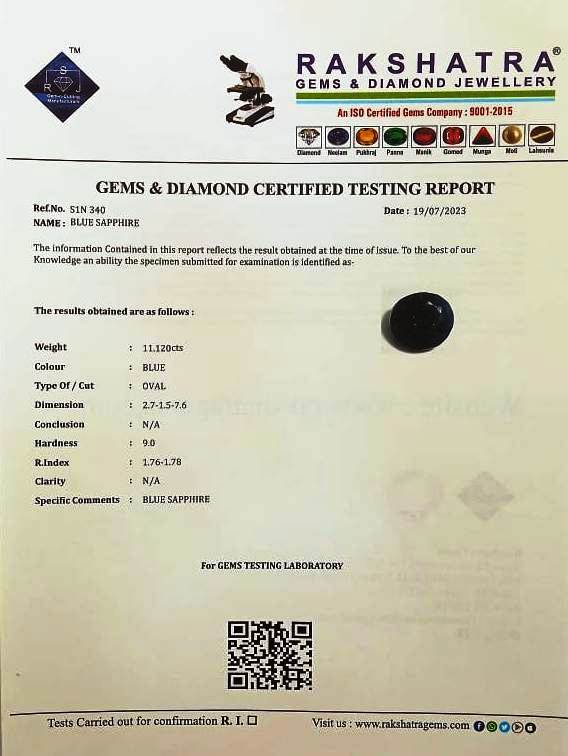 TM
R S J
RAKSHATRA®
GEMS & DIAMOND JEWELLERY
An ISO Certified Gems Company : 9001-2015
Diamond Neelam Pukhraj Panna Manik Gomed Munga Moti Lahsunia
GEMS & DIAMOND CERTIFIED TESTING REPORT
Ref.No. S1N 340
Date : 19/07/2023
NAME : BLUE SAPPHIRE
The information Contained in this report reflects the result obtained at the time of issue. To the best of our
Knowledge an ability the specimen submitted for examination is identified as-
The results obtained are as follows :
Weight : 11.120cts
Colour : BLUE
Type Of / Cut : OVAL
Dimension : 2.7-1.5-7.6
Conclusion : N/A
Hardness : 9.0
R.Index : 1.76-1.78
Clarity : N/A
Specific Comments : BLUE SAPPHIRE
For GEMS TESTING LABORATORY
Tests Carried out for confirmation R. I. ☐
Visit us : www.rakshatragems.com